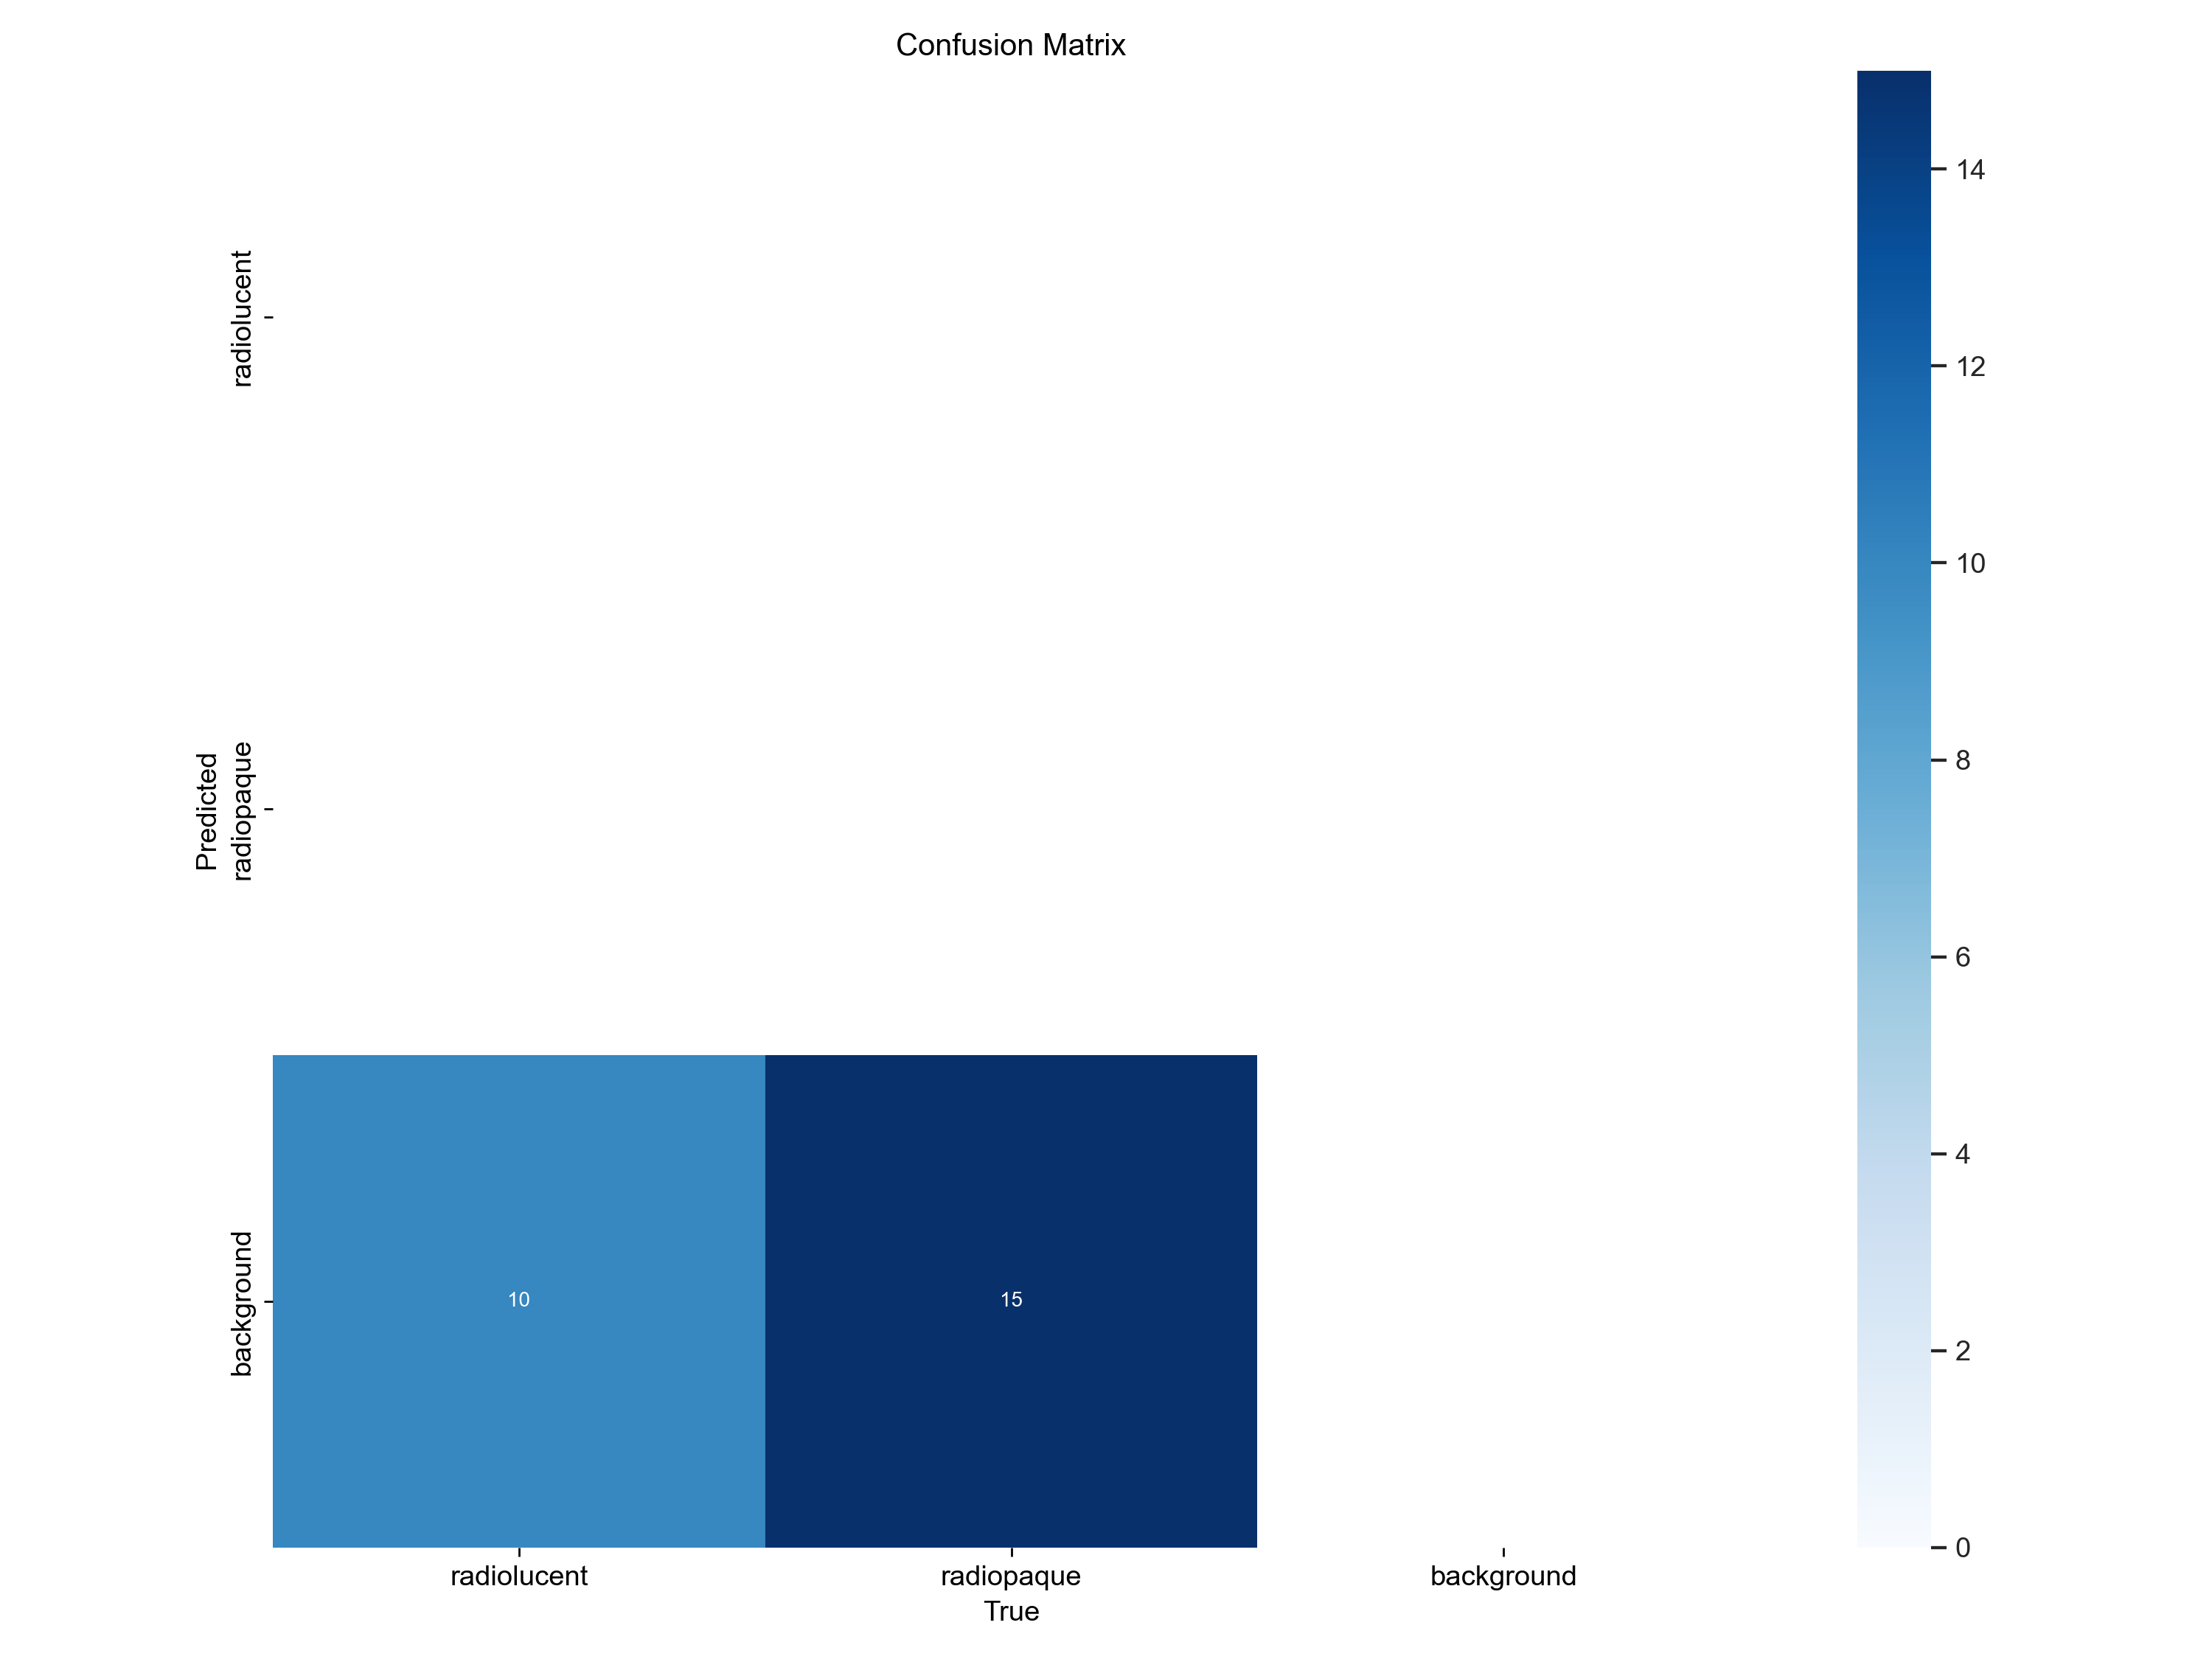 Confusion Matrix
radiolucent
radiopaque
background
Predicted
10
15
radiolucent
radiopaque
background
True
14
12
10
8
6
4
2
0